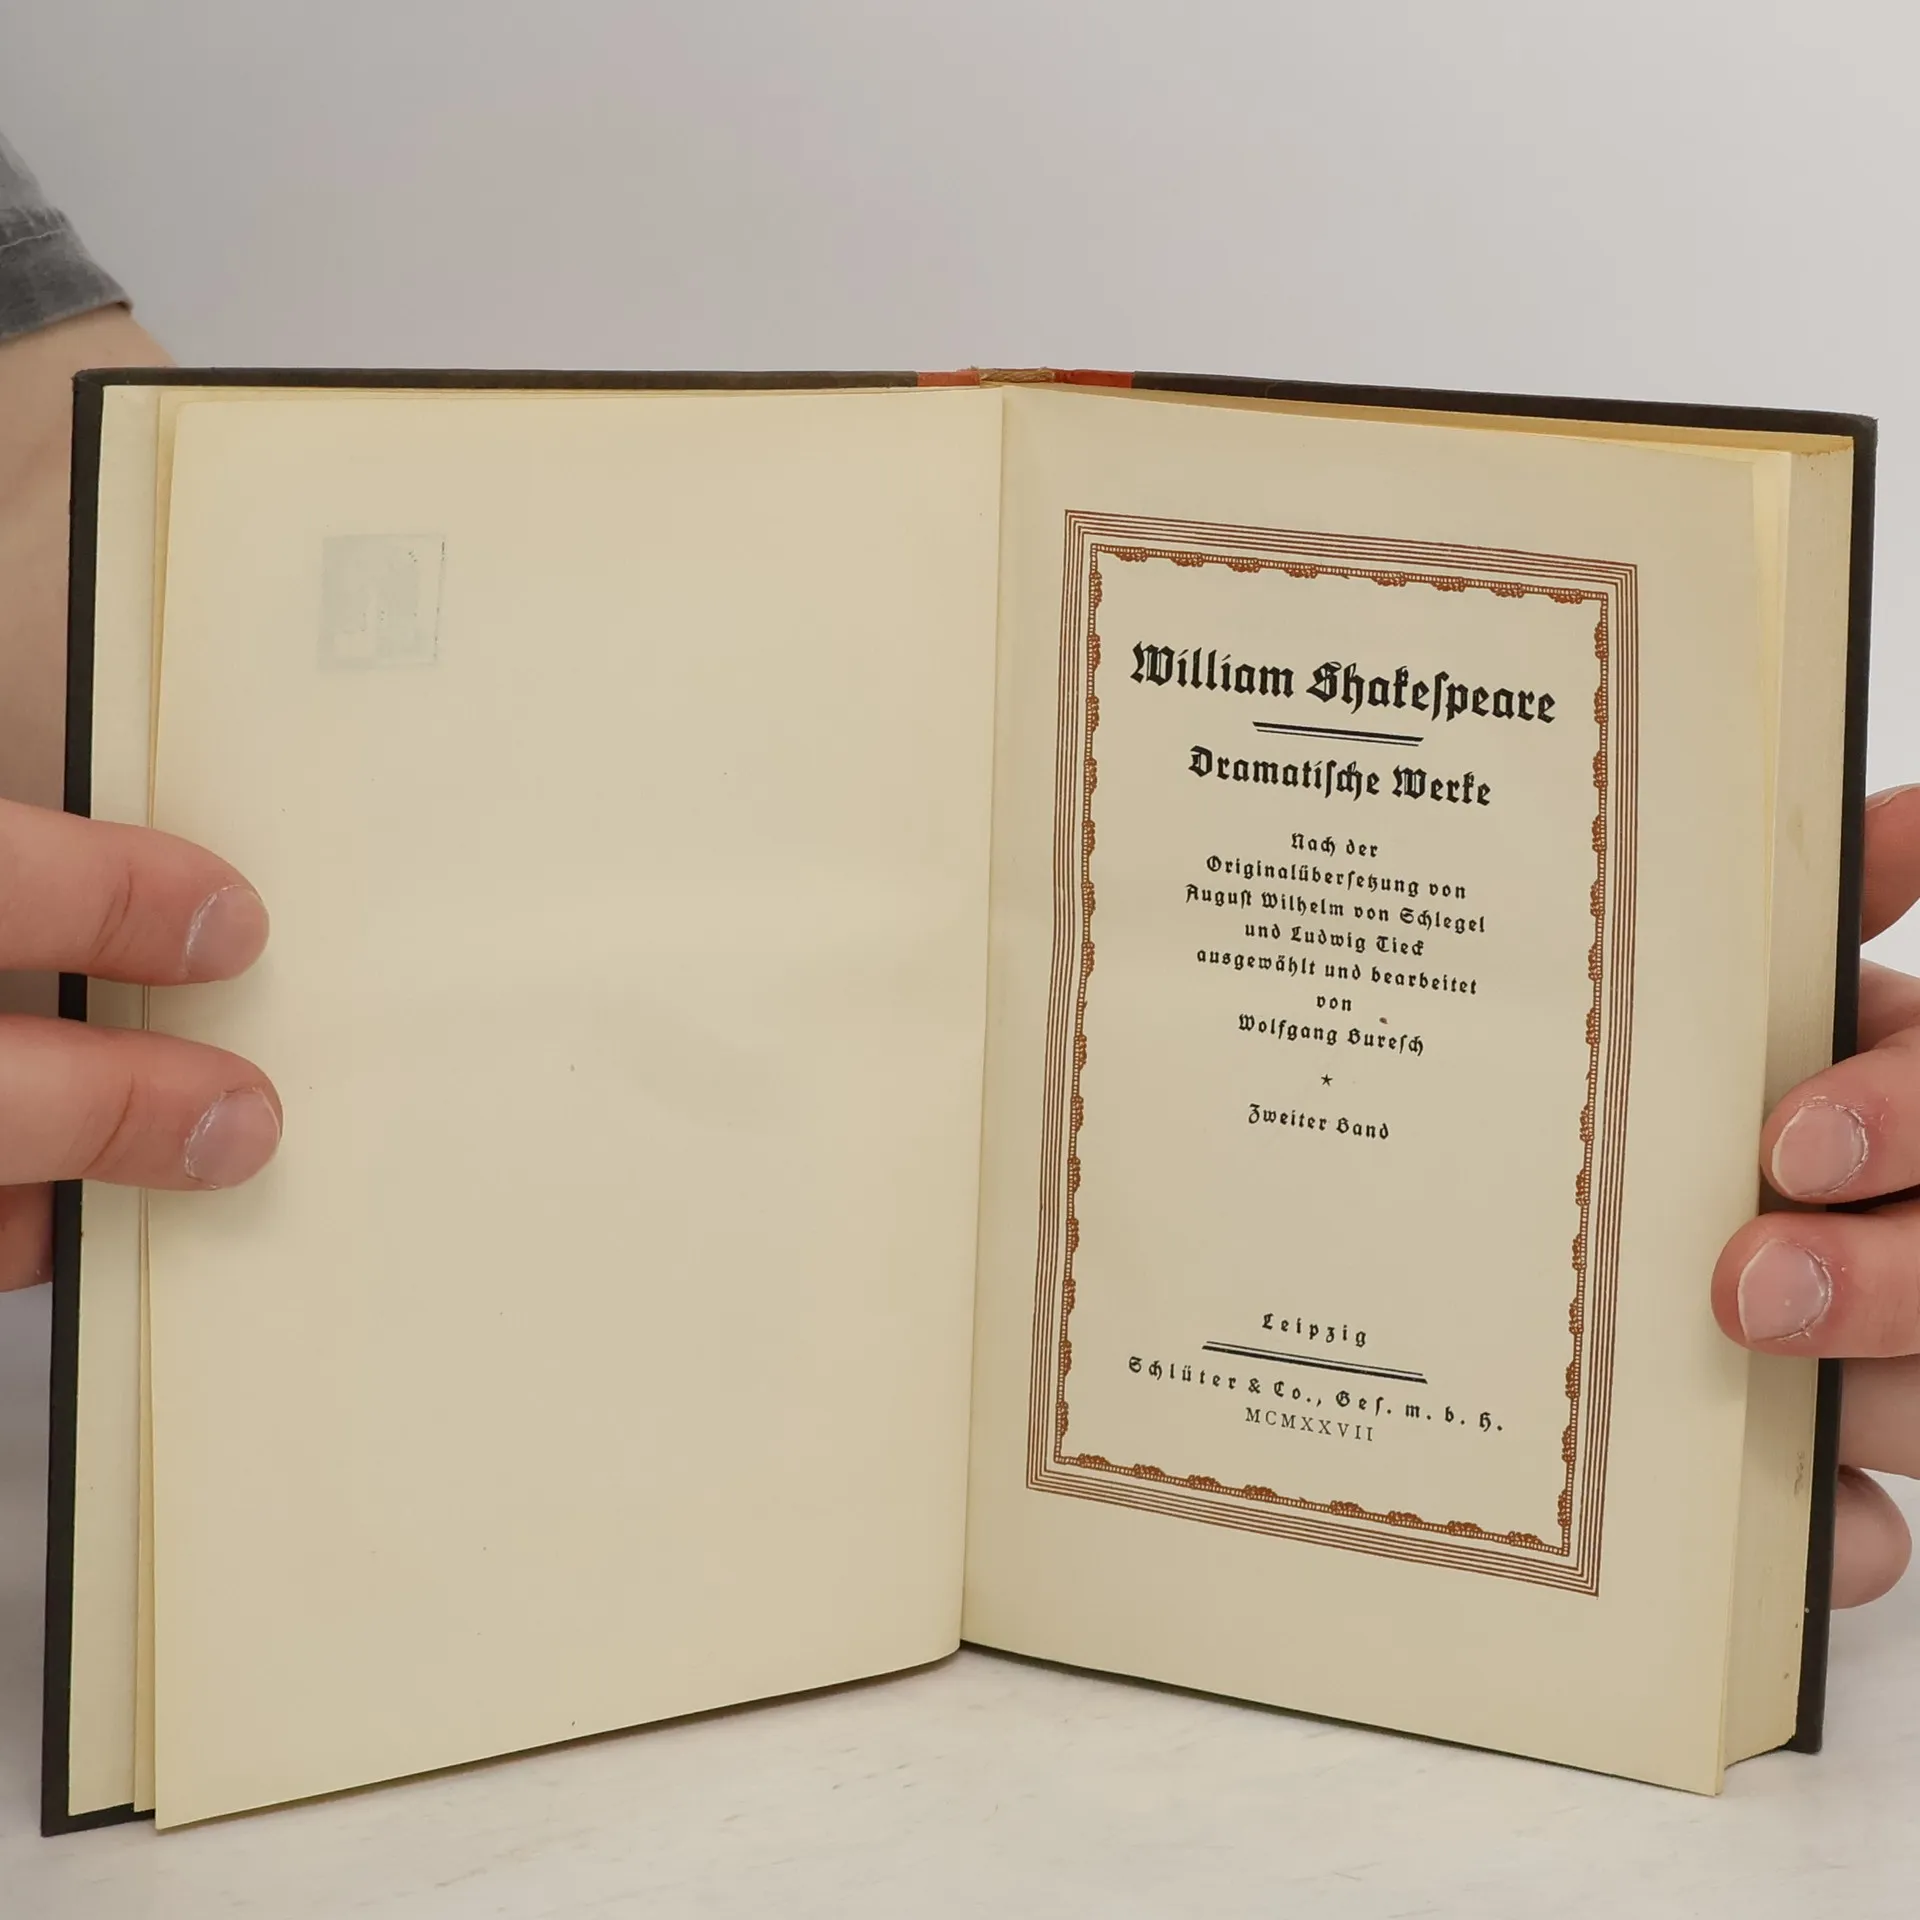 William Shakeſpeare
Dramatiſche Werke
Nach der
Originalüberſetzung von
Auguſt Wilhelm von Schlegel
und Ludwig Tieck
ausgewählt und bearbeitet
von
Wolfgang Bureſch
*
Zweiter Band
Leipzig
Schlüter & Co., Geſ. m. b. H.
MCMXXVII